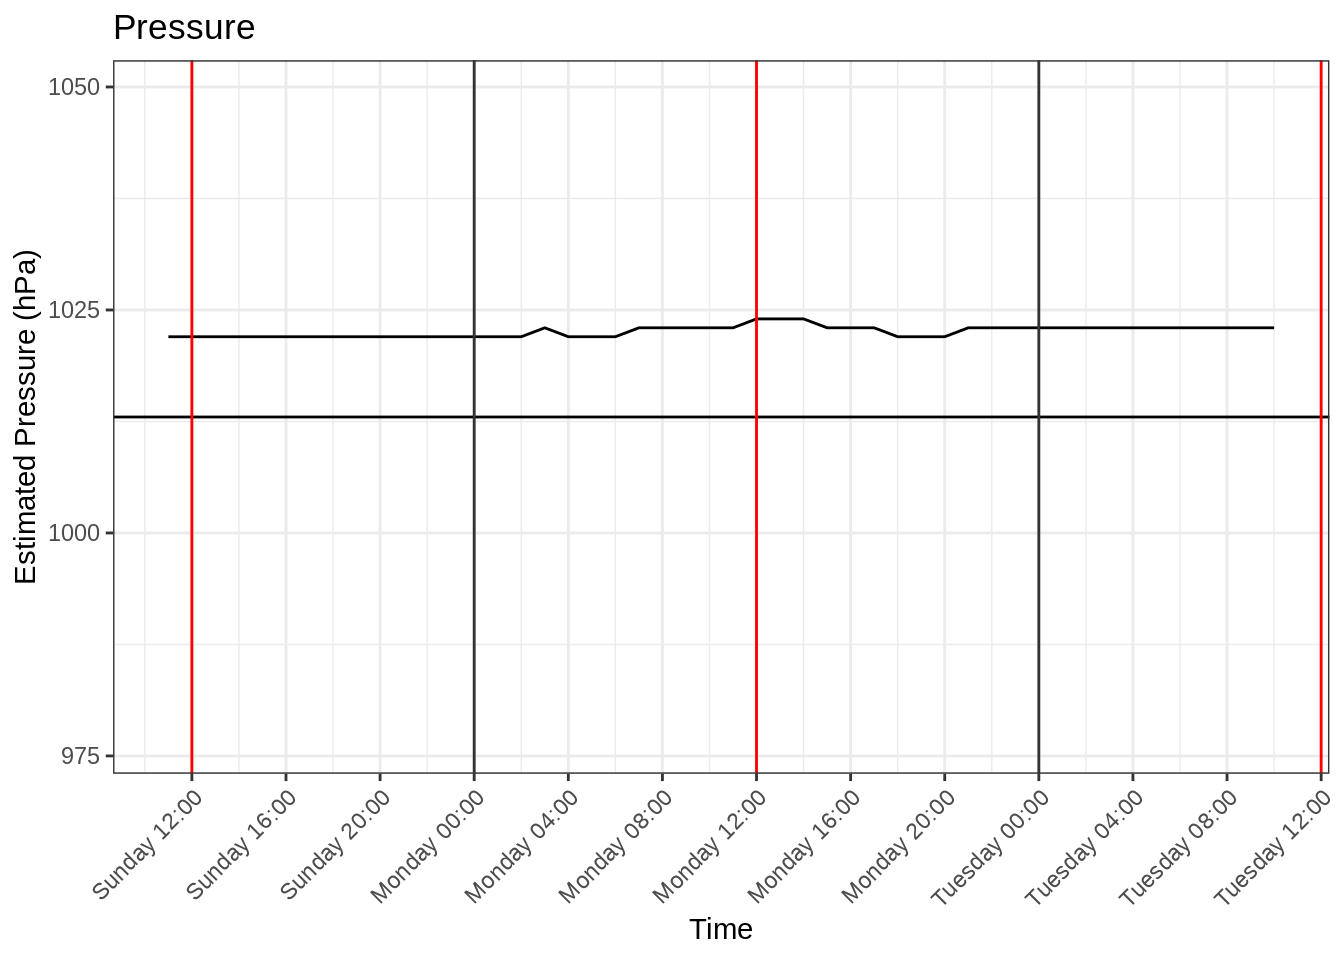 Pressure
Estimated Pressure (hPa)
1050
1025
1000
975
Sunday 12:00
Sunday 16:00
Sunday 20:00
Monday 00:00
Monday 04:00
Monday 08:00
Monday 12:00
Monday 16:00
Monday 20:00
Tuesday 00:00
Tuesday 04:00
Tuesday 08:00
Tuesday 12:00
Time